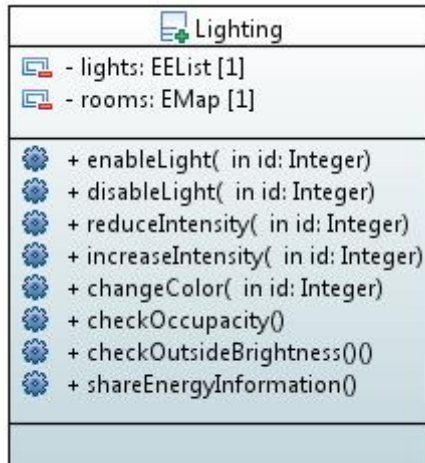 Lighting
- lights: EEList [1]
- rooms: EMap [1]
+ enableLight( in id: Integer)
+ disableLight( in id: Integer)
+ reduceIntensity( in id: Integer)
+ increaseIntensity( in id: Integer)
+ changeColor( in id: Integer)
+ checkOccupacity()
+ checkOutsideBrightness()()
+ shareEnergyInformation()